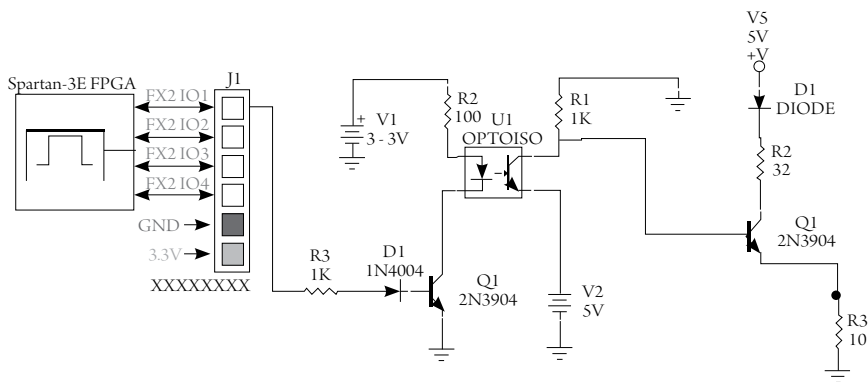 Spartan-3E FPGA
J1
FX2 IO1
FX2 IO2
FX2 IO3
FX2 IO4
GND
3.3V
XXXXXXXX
R3
1K
D1
1N4004
Q1
2N3904
+
V1
3 - 3V
R2
100
U1
OPTOISO
R1
1K
V2
5V
V5
5V
+V
D1
DIODE
R2
32
Q1
2N3904
R3
10